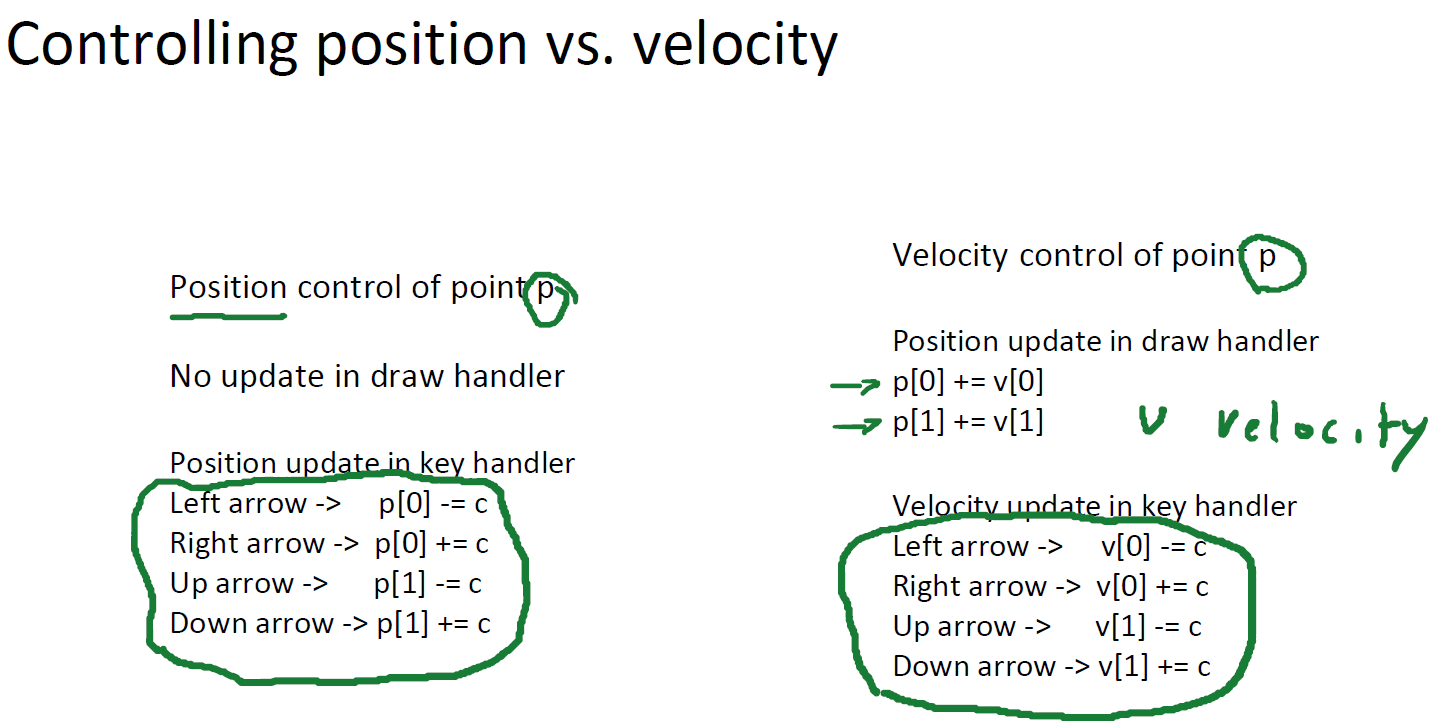 Controlling position vs. velocity
Position control of point p
No update in draw handler
Position update in key handler
Left arrow -> p[0] -= c
Right arrow -> p[0] += c
Up arrow -> p[1] -= c
Down arrow -> p[1] += c
Velocity control of point p
Position update in draw handler
p[0] += v[0]
p[1] += v[1]
v velocity
Velocity update in key handler
Left arrow -> v[0] -= c
Right arrow -> v[0] += c
Up arrow -> v[1] -= c
Down arrow -> v[1] += c